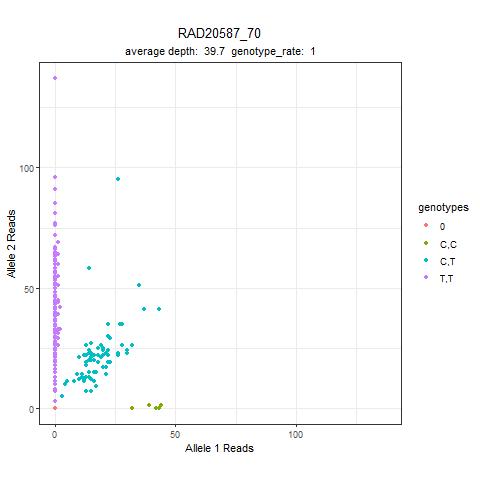 RAD20587_70
average depth:  39.7  genotype_rate:  1
Allele 2 Reads
100
50
0
0
50
100
Allele 1 Reads
genotypes
0
C,C
C,T
T,T